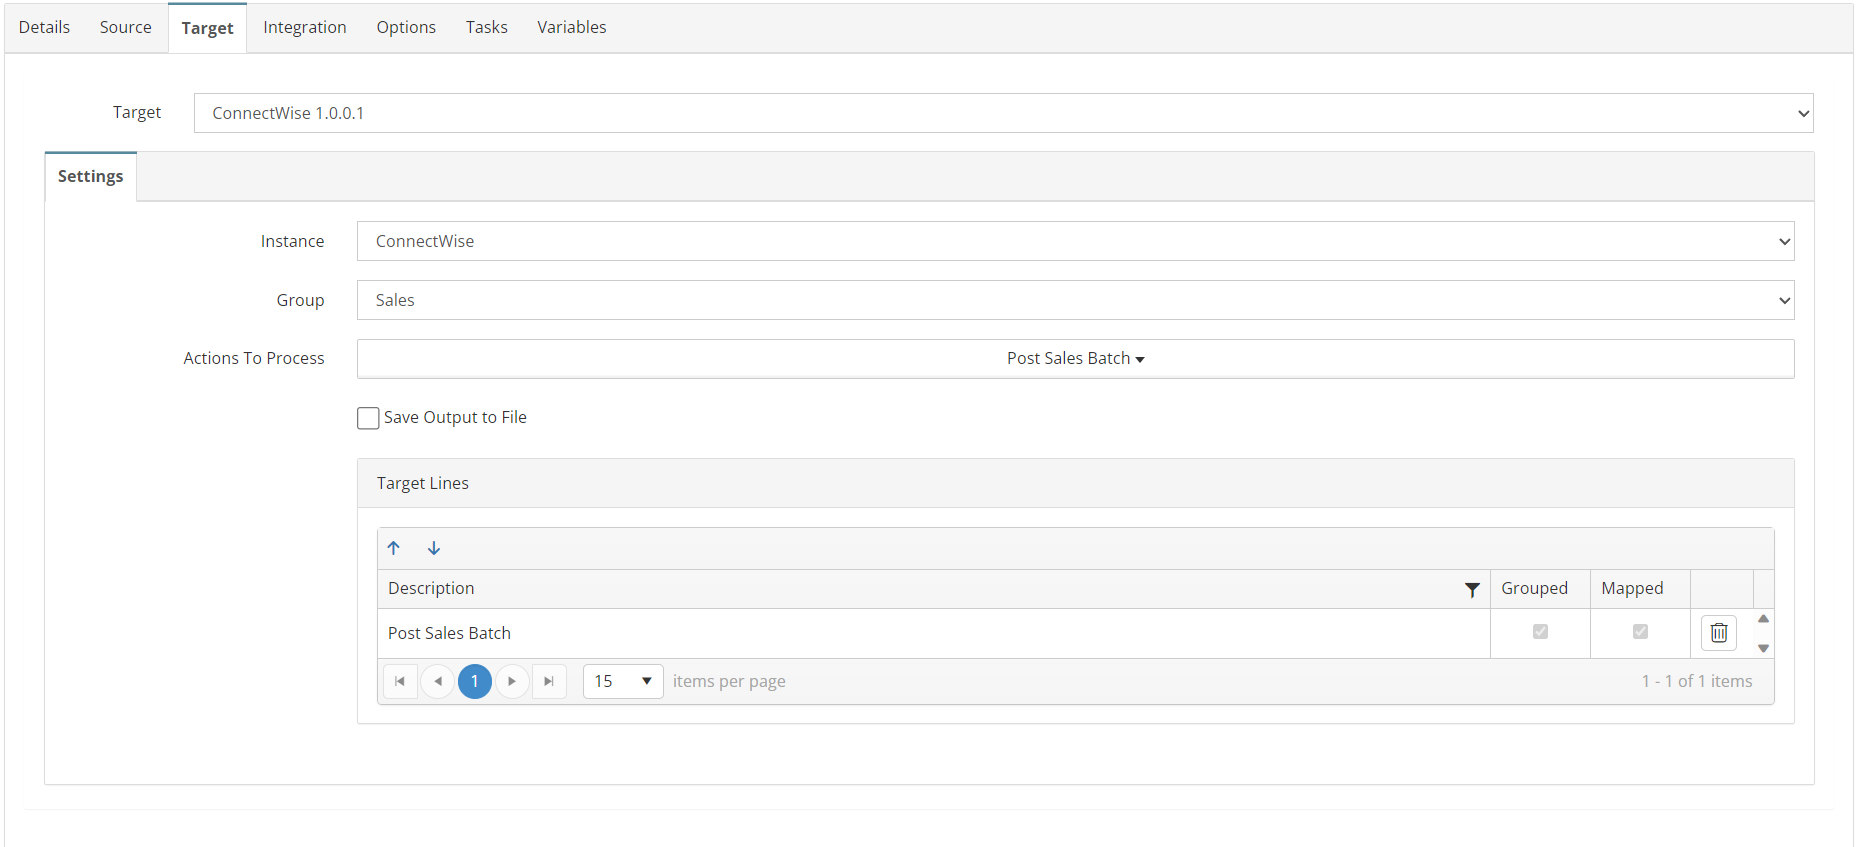 Details Source Target Integration Options Tasks Variables
Target ConnectWise 1.0.0.1
Settings
Instance ConnectWise
Group Sales
Actions To Process Post Sales Batch
Save Output to File
Target Lines
Description Grouped Mapped
Post Sales Batch
1 15 items per page 1 - 1 of 1 items